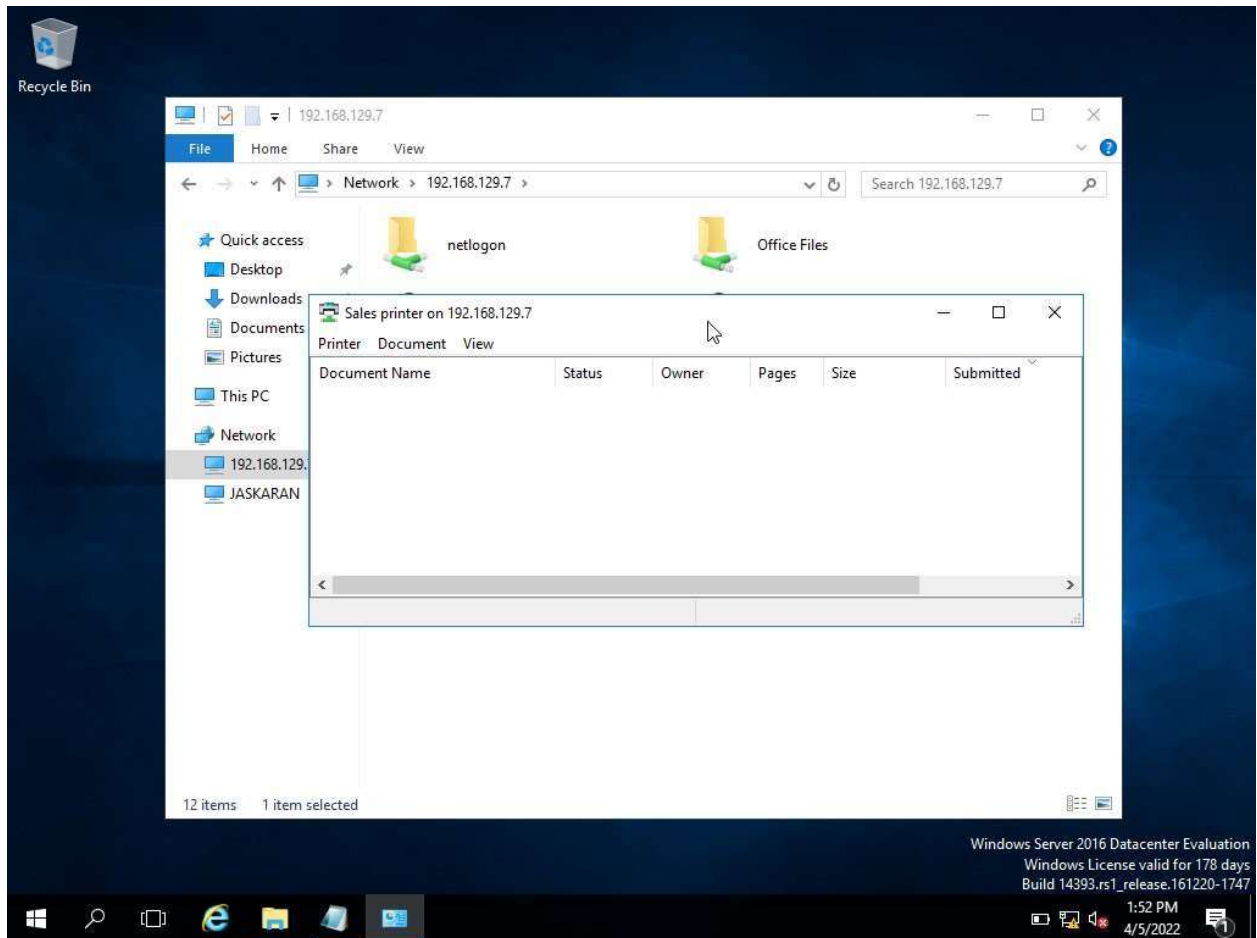 Recycle Bin
192.168.129.7
File Home Share View
Network > 192.168.129.7 >
Search 192.168.129.7
Quick access
Desktop
Downloads
Documents
Pictures
This PC
Network
192.168.129.
JASKARAN
netlogon
Office Files
Sales printer on 192.168.129.7
Printer Document View
Document Name Status Owner Pages Size Submitted
12 items 1 item selected
Windows Server 2016 Datacenter Evaluation
Windows License valid for 178 days
Build 14393.rs1_release.161220-1747
1:52 PM
4/5/2022
1